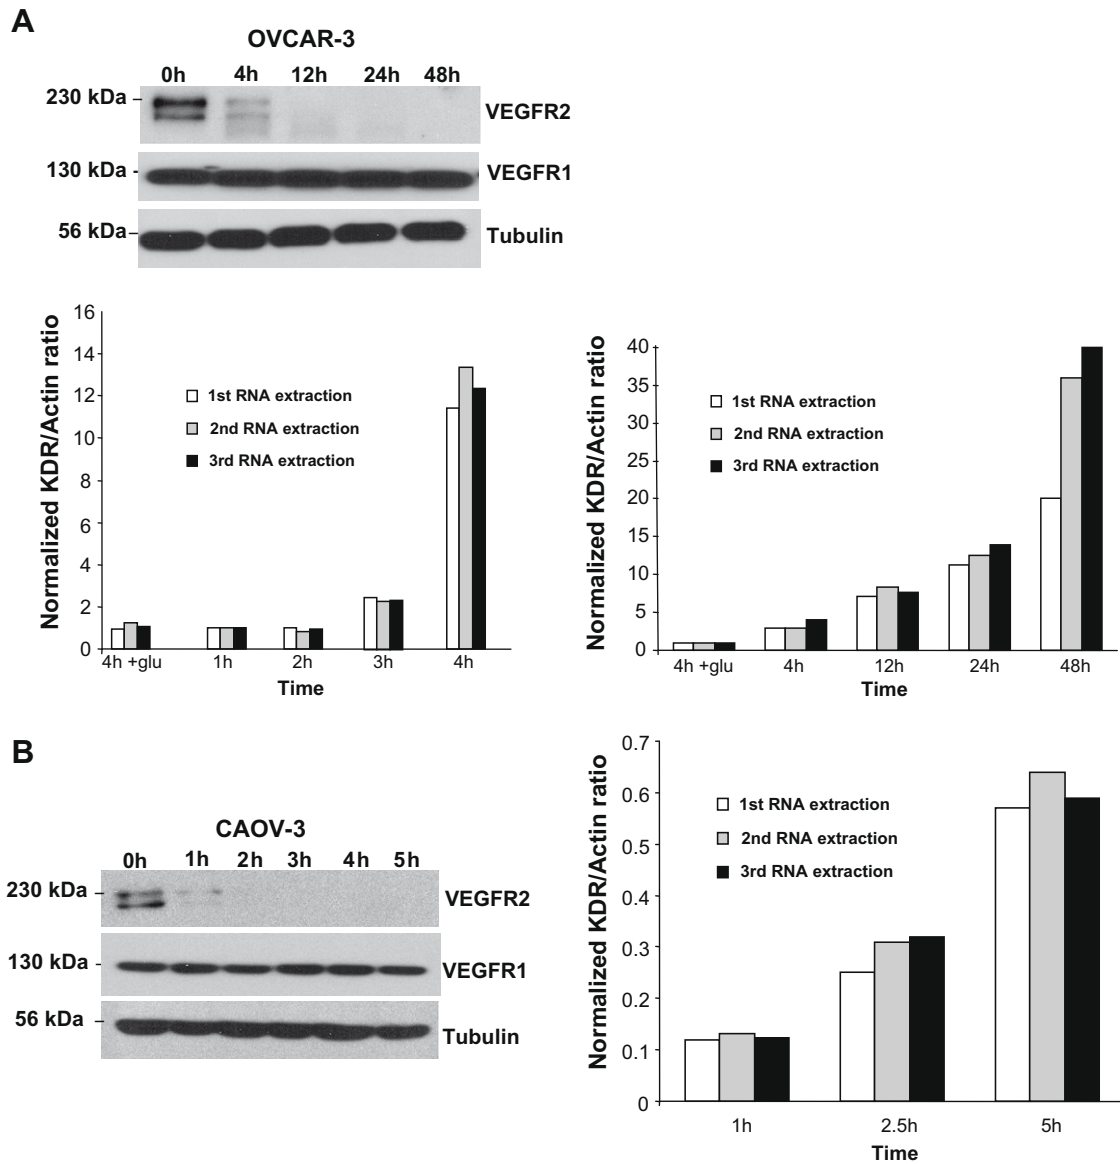 A
OVCAR-3
0h 4h 12h 24h 48h
230 kDa
VEGFR2
130 kDa
VEGFR1
56 kDa
Tubulin
Normalized KDR/Actin ratio
16
14
12
10
8
6
4
2
0
1st RNA extraction
2nd RNA extraction
3rd RNA extraction
4h +glu 1h 2h 3h 4h
Time
Normalized KDR/Actin ratio
40
35
30
25
20
15
10
5
0
1st RNA extraction
2nd RNA extraction
3rd RNA extraction
4h +glu 4h 12h 24h 48h
Time
B
CAOV-3
0h 1h 2h 3h 4h 5h
230 kDa
VEGFR2
130 kDa
VEGFR1
56 kDa
Tubulin
Normalized KDR/Actin ratio
0.7
0.6
0.5
0.4
0.3
0.2
0.1
0
1st RNA extraction
2nd RNA extraction
3rd RNA extraction
1h 2.5h 5h
Time